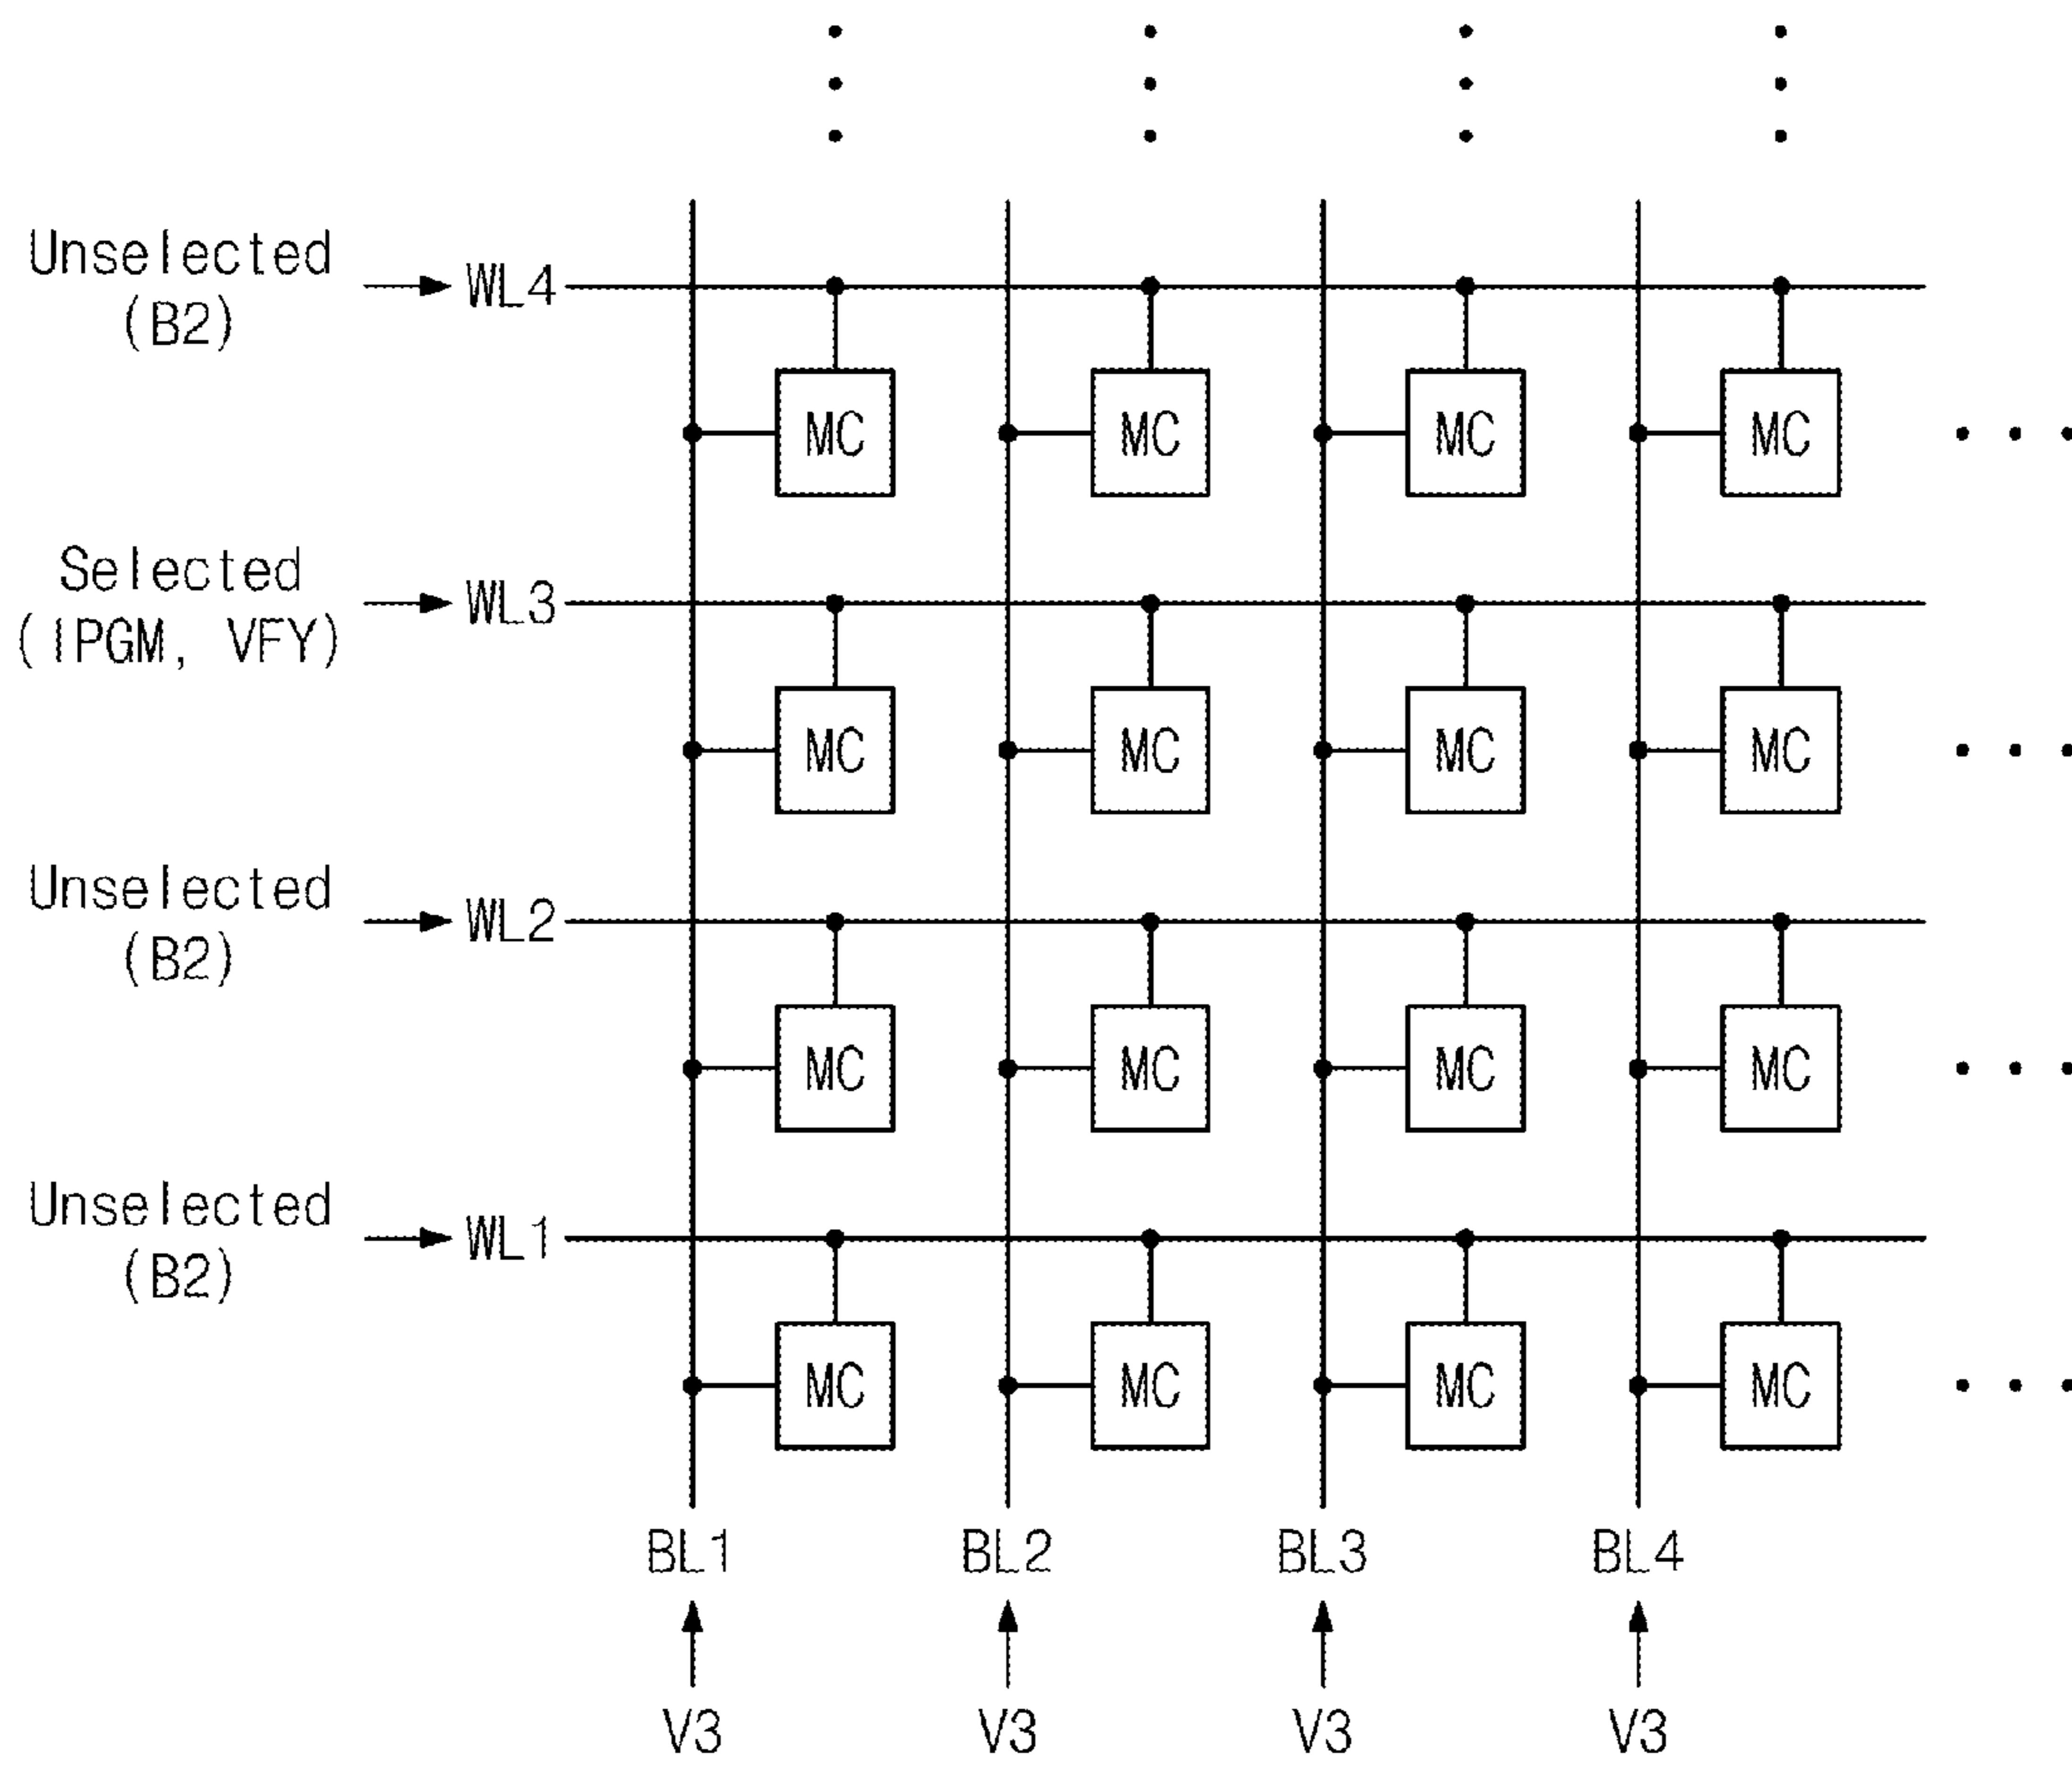 Unselected
(B2)
WL4
MC MC MC MC
Selected
(IPGM, VFY)
WL3
MC MC MC MC
Unselected
(B2)
WL2
MC MC MC MC
Unselected
(B2)
WL1
MC MC MC MC
BL1 BL2 BL3 BL4
V3 V3 V3 V3